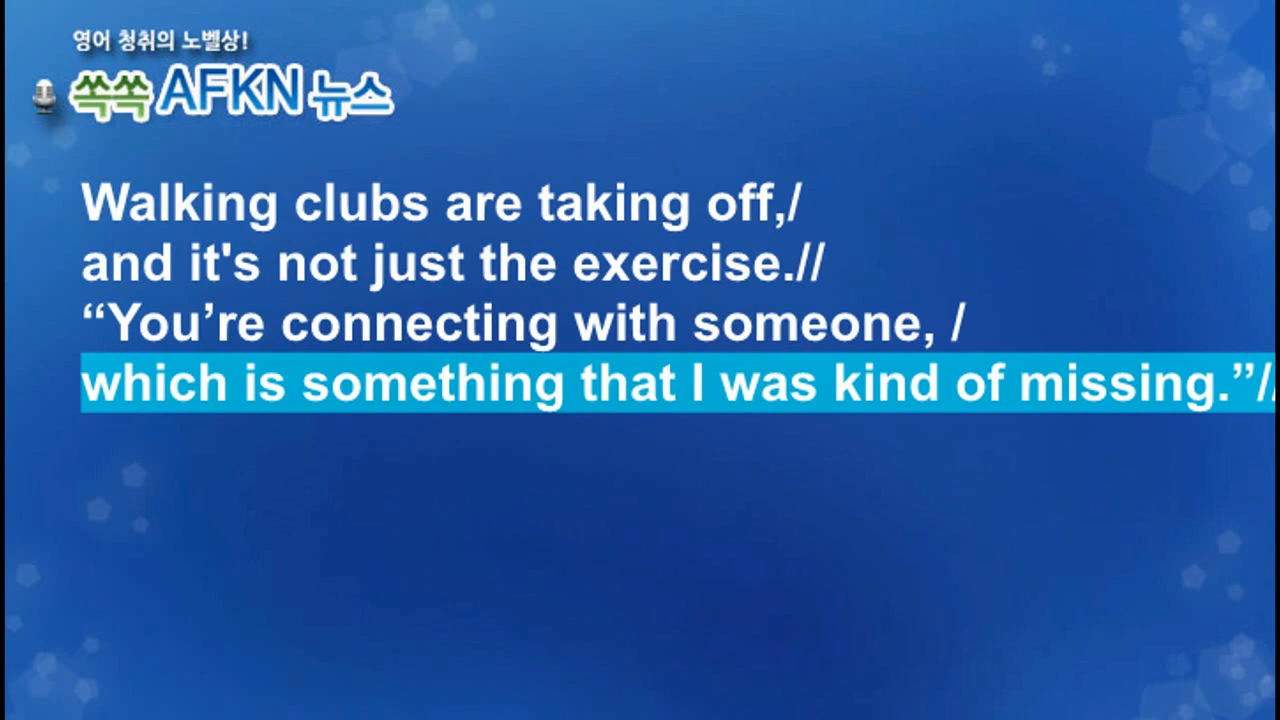 영어 청취의 노벨상!
쏙쏙 AFKN 뉴스
Walking clubs are taking off,/
and it's not just the exercise.//
“You’re connecting with someone, /
which is something that I was kind of missing.”//